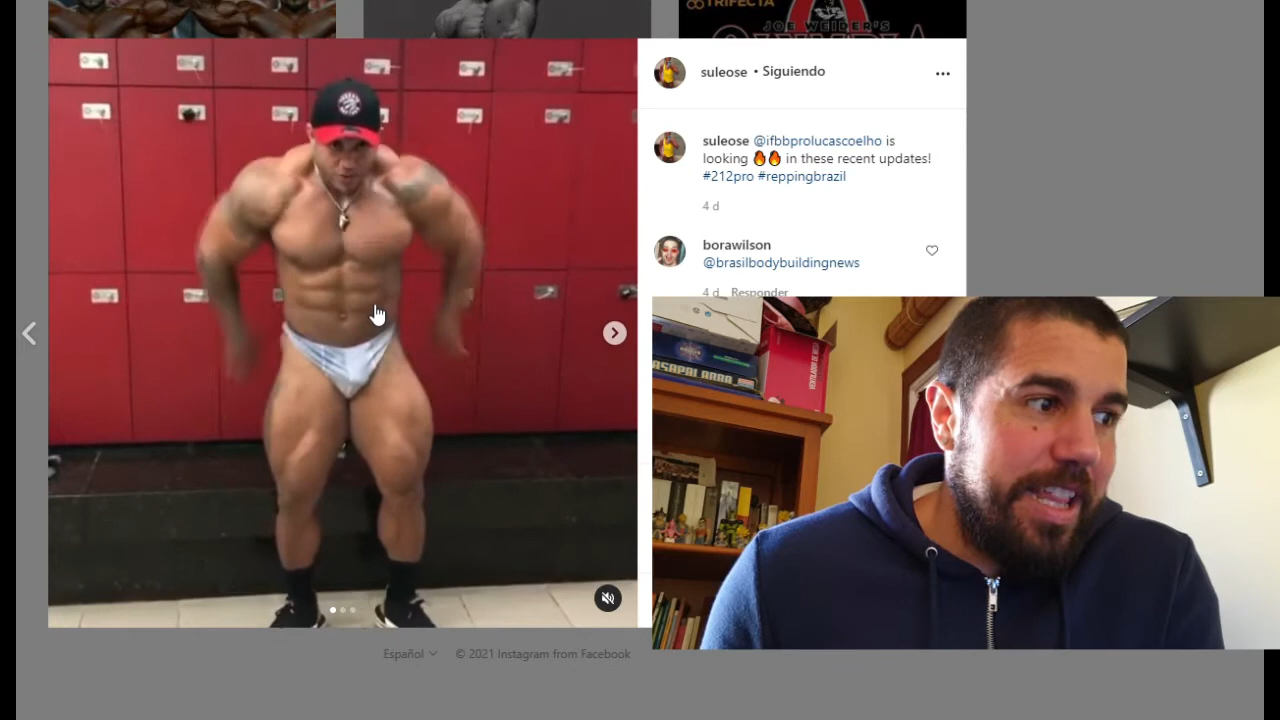 TRIFECTA
JOE WEIDER'S
OLYMPIA
suleose • Siguiendo
suleose @ifbbprolucascoelho is
looking 🔥🔥 in these recent updates!
#212pro #reppingbrazil
4 d
borawilson
@brasilbodybuildingnews
4 d Responder
Español
© 2021 Instagram from Facebook